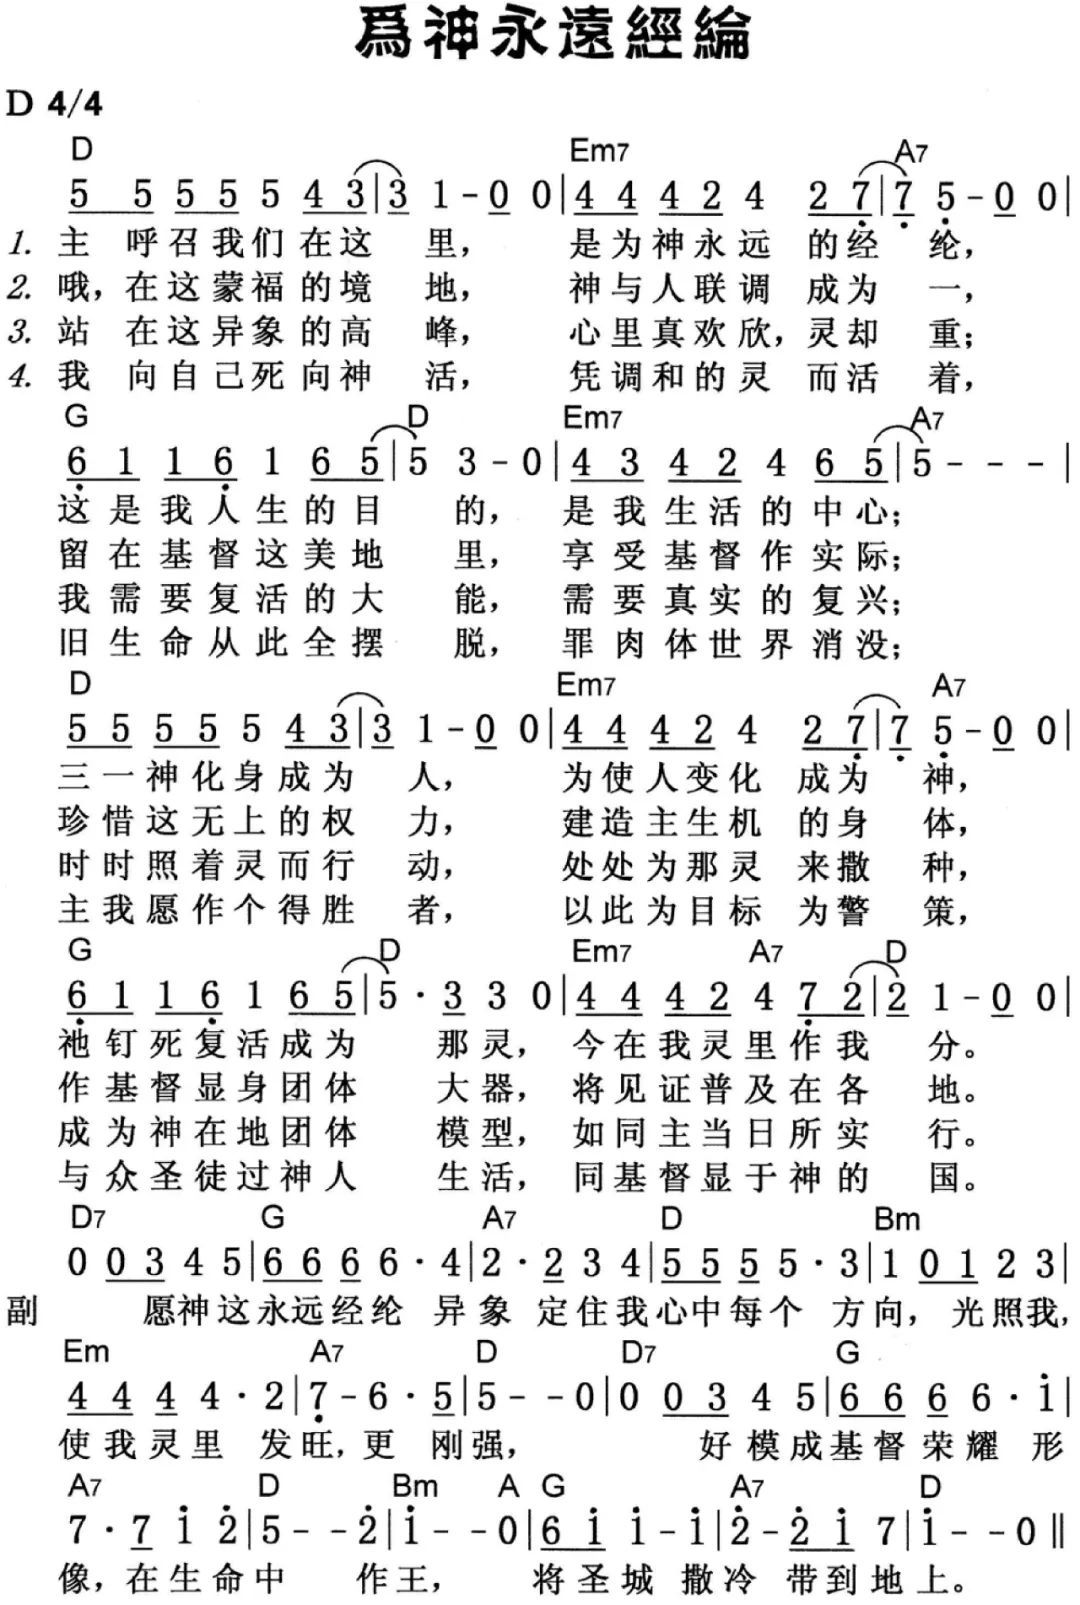 為神永遠經綸
D 4/4
D Em7 A7
5 5 5 5 5 4 3|3 1-0 0|4 4 4 2 4 2 7|7 5-0 0|
1. 主 呼召我们在这 里， 是为神永远 的经 纶，
2. 哦，在这蒙福的境 地， 神与人联调 成为 一，
3. 站 在这异象的高 峰， 心里真欢欣，灵却 重；
4. 我 向自己死向神 活， 凭调和的灵 而活 着，
G D Em7 A7
6 1 1 6 1 6 5|5 3-0|4 3 4 2 4 6 5|5---|
这是我人生的目 的， 是我生活的中心；
留在基督这美地 里， 享受基督作实际；
我需要复活的大 能， 需要真实的复兴；
旧生命从此全摆 脱， 罪肉体世界消没；
D Em7 A7
5 5 5 5 5 4 3|3 1-0 0|4 4 4 2 4 2 7|7 5-0 0|
三一神化身成为 人， 为使人变化 成为 神，
珍惜这无上的权 力， 建造主生机 的身 体，
时时照着灵而行 动， 处处为那灵 来撒 种，
主我愿作个得胜 者， 以此为目标 为警 策，
G D Em7 A7 D
6 1 1 6 1 6 5|5·3 3 0|4 4 4 2 4 7 2|2 1-0 0|
祂钉死复活成为 那灵， 今在我灵里作我 分。
作基督显身团体 大器， 将见证普及在各 地。
成为神在地团体 模型， 如同主当日所实 行。
与众圣徒过神人 生活， 同基督显于神的 国。
D7 G A7 D Bm
0 0 3 4 5|6 6 6 6·4|2·2 3 4|5 5 5 5·3|1 0 1 2 3|
副 愿神这永远经纶 异象 定住我心中每个 方向，光照我，
Em A7 D D7 G
4 4 4 4·2|7-6·5|5--0|0 0 3 4 5|6 6 6 6·i|
使我灵里 发旺，更 刚强， 好模成基督荣耀 形
A7 D Bm A G A7 D
7·7 i 2|5--2|i--0|6 i i-i|2-2 i 7|i--0‖
像，在生命中 作王， 将圣城 撒冷 带到地上。